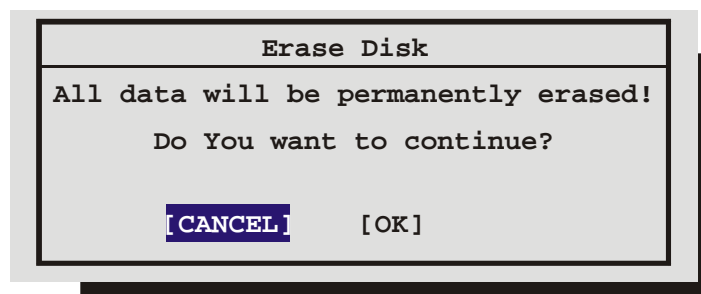 Erase Disk
All data will be permanently erased!
Do You want to continue?
[CANCEL] [OK]